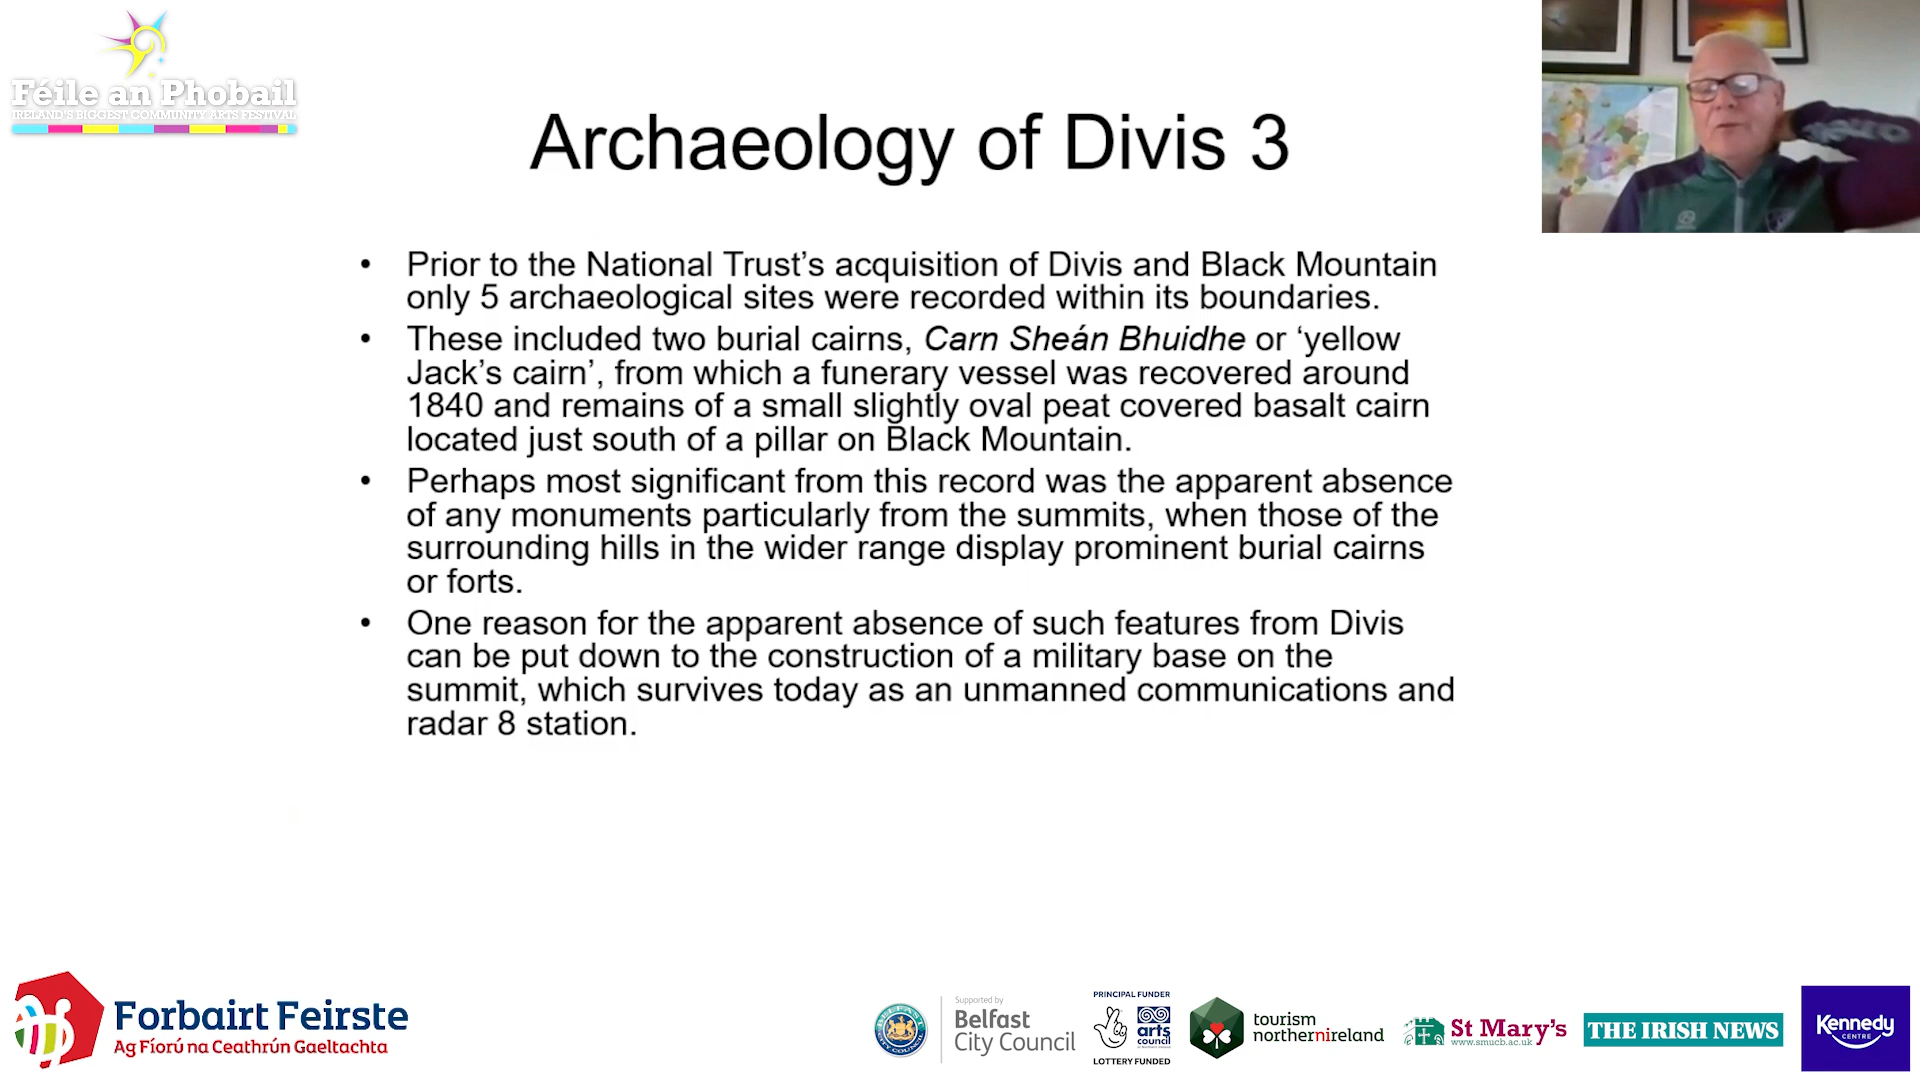 Féile an Phobail
IRELAND'S BIGGEST COMMUNITY ARTS FESTIVAL
Archaeology of Divis 3
• Prior to the National Trust’s acquisition of Divis and Black Mountain
only 5 archaeological sites were recorded within its boundaries.
• These included two burial cairns, Carn Sheán Bhuidhe or ‘yellow
Jack’s cairn’, from which a funerary vessel was recovered around
1840 and remains of a small slightly oval peat covered basalt cairn
located just south of a pillar on Black Mountain.
• Perhaps most significant from this record was the apparent absence
of any monuments particularly from the summits, when those of the
surrounding hills in the wider range display prominent burial cairns
or forts.
• One reason for the apparent absence of such features from Divis
can be put down to the construction of a military base on the
summit, which survives today as an unmanned communications and
radar 8 station.
Forbairt Feirste
Ag Fíorú na Ceathrún Gaeltachta
BELFAST
CITY COUNCIL
Supported by
Belfast
City Council
PRINCIPAL FUNDER
arts
council
LOTTERY FUNDED
tourism
northernireland
St Mary's
www.smucb.ac.uk
THE IRISH NEWS
Kennedy
CENTRE